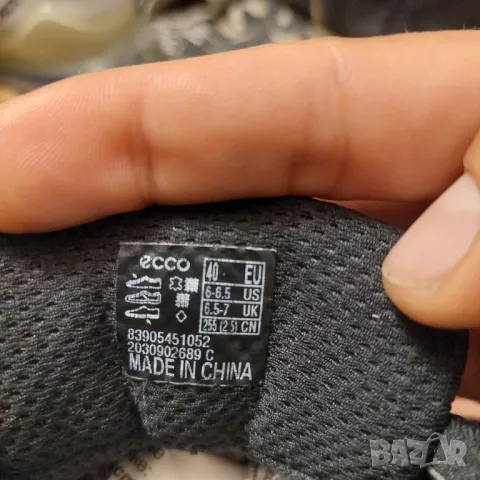 ecco
40 EU
6-6.5 US
6.5-7 UK
255 (2.5) CN
83905451052
2030902689 C
MADE IN CHINA
BAZAR